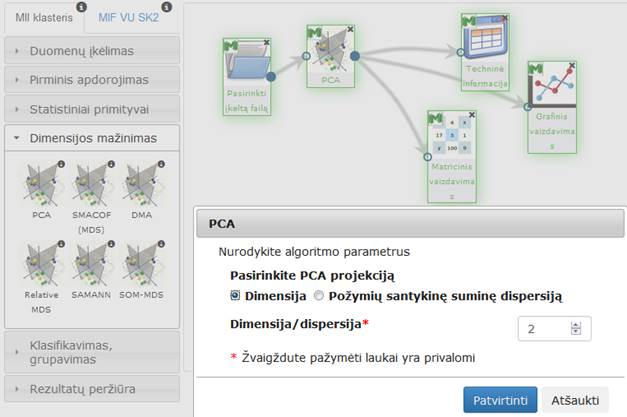 MII klasteris
MIF VU SK2
Duomenų įkėlimas
Pirminis apdorojimas
Statistiniai primityvai
Dimensijos mažinimas
PCA
SMACOF
(MDS)
DMA
Relative
MDS
SAMANN
SOM-MDS
Klasifikavimas,
grupavimas
Rezultatų peržiūra
Pasirinkti
įkeltą failą
PCA
Techninė
informacija
Grafinis
vaizdavima
s
Matricinis
vaizdavima
s
PCA
Nurodykite algoritmo parametrus
Pasirinkite PCA projekciją
Dimensija Požymių santykinę suminę dispersiją
Dimensija/dispersija* 2
* Žvaigždute pažymėti laukai yra privalomi
Patvirtinti Atšaukti